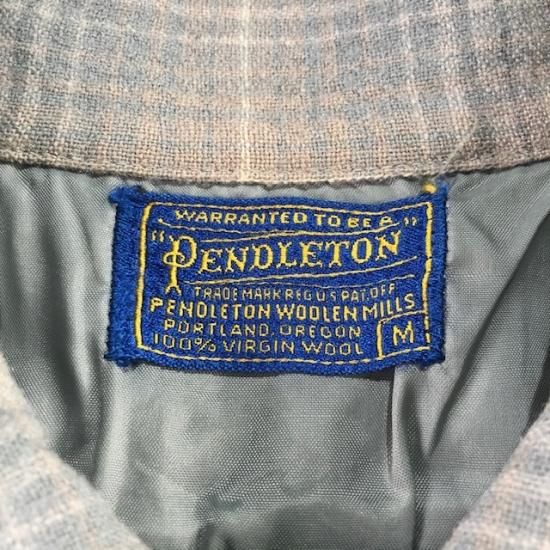 WARRANTED TO BE A
"PENDLETON"
TRADE MARK REG U S PAT. OFF
PENDLETON WOOLEN MILLS
PORTLAND, OREGON
100% VIRGIN WOOL M